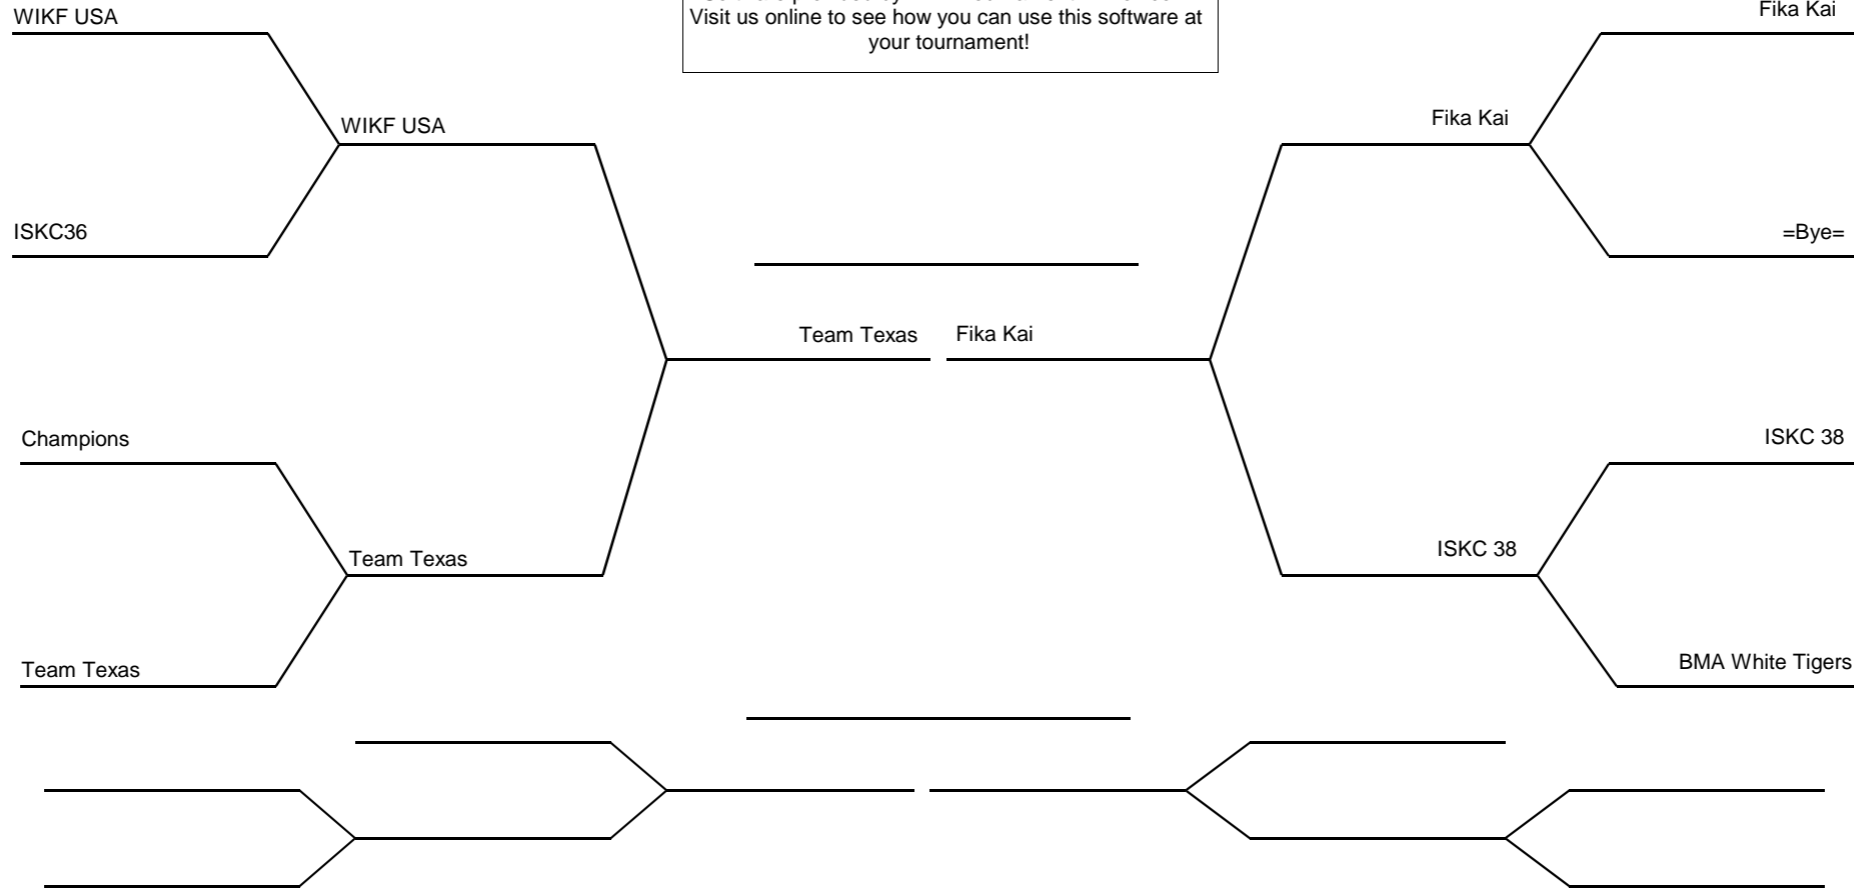 WIKF USA
Visit us online to see how you can use this software at
your tournament!
Fika Kai
WIKF USA
Fika Kai
ISKC36
=Bye=
Team Texas
Fika Kai
Champions
ISKC 38
Team Texas
ISKC 38
Team Texas
BMA White Tigers